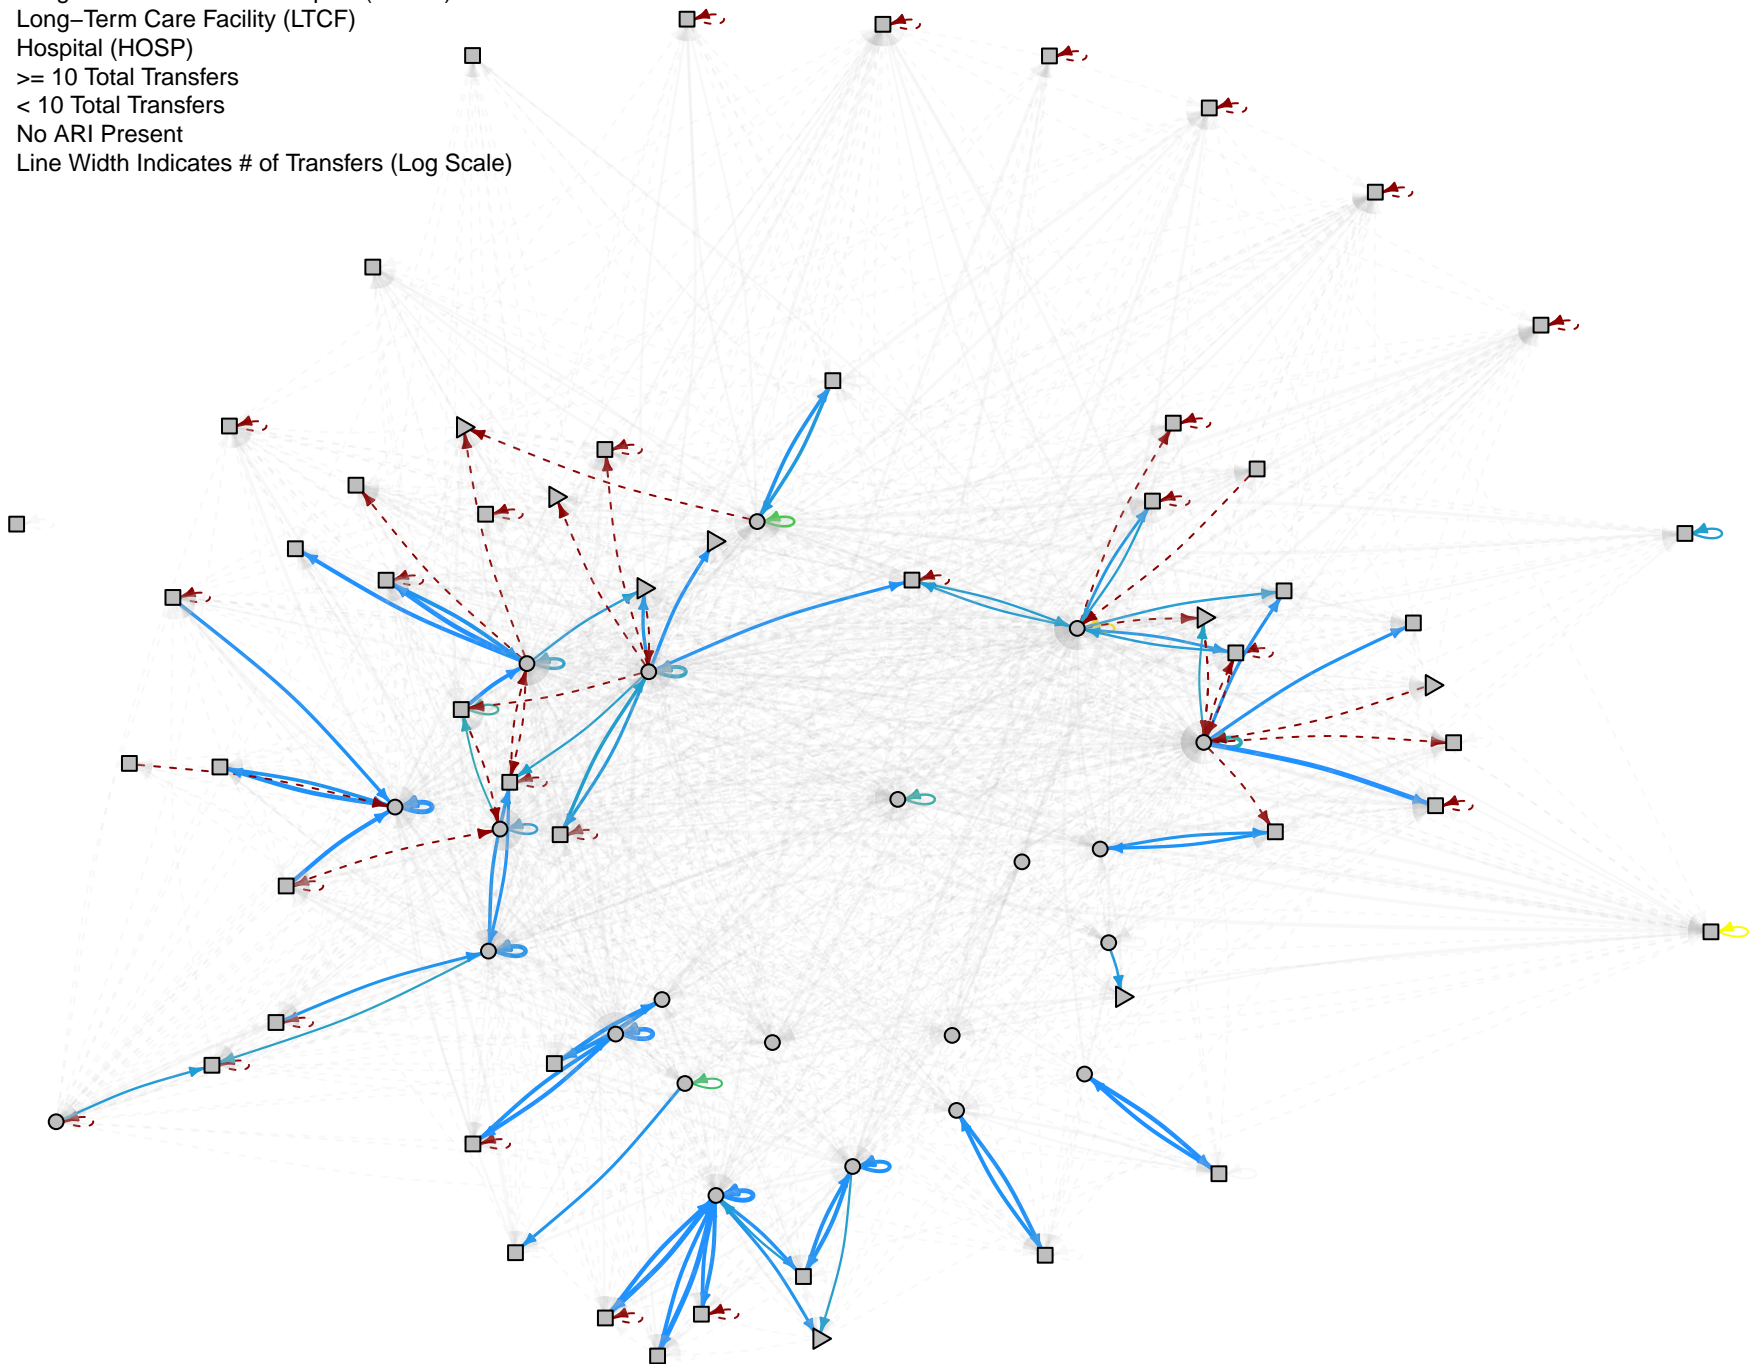 Long–Term Care Facility (LTCF)
Hospital (HOSP)
>= 10 Total Transfers
< 10 Total Transfers
No ARI Present
Line Width Indicates # of Transfers (Log Scale)